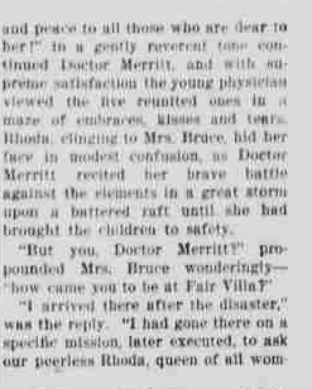 and peace to all those who are dear to
her!" in a gently reverent tone con-
tinued Doctor Merritt, and with su-
preme satisfaction the young physician
viewed the five reunited ones in a
maze of embraces, kisses and tears.
Rhoda, clinging to Mrs. Bruce, hid her
face in modest confusion, as Doctor
Merritt recited her brave battle
against the elements in a great storm
upon a battered raft until she had
brought the children to safety.
"But you, Doctor Merritt?" pro-
pounded Mrs. Bruce wonderingly—
"how came you to be at Fair Villa?"
"I arrived there after the disaster,"
was the reply. "I had gone there on a
specific mission, later executed, to ask
our peerless Rhoda, queen of all wom-